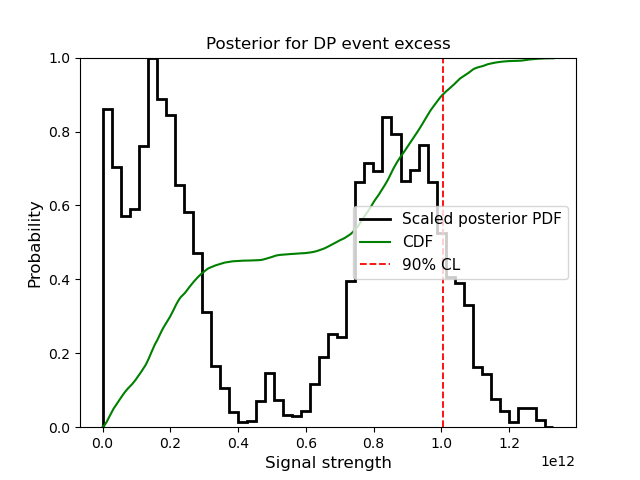 Posterior for DP event excess
Probability
1.0
0.8
0.6
0.4
0.2
0.0
Scaled posterior PDF
CDF
90% CL
0.0 0.2 0.4 0.6 0.8 1.0 1.2
1e12
Signal strength